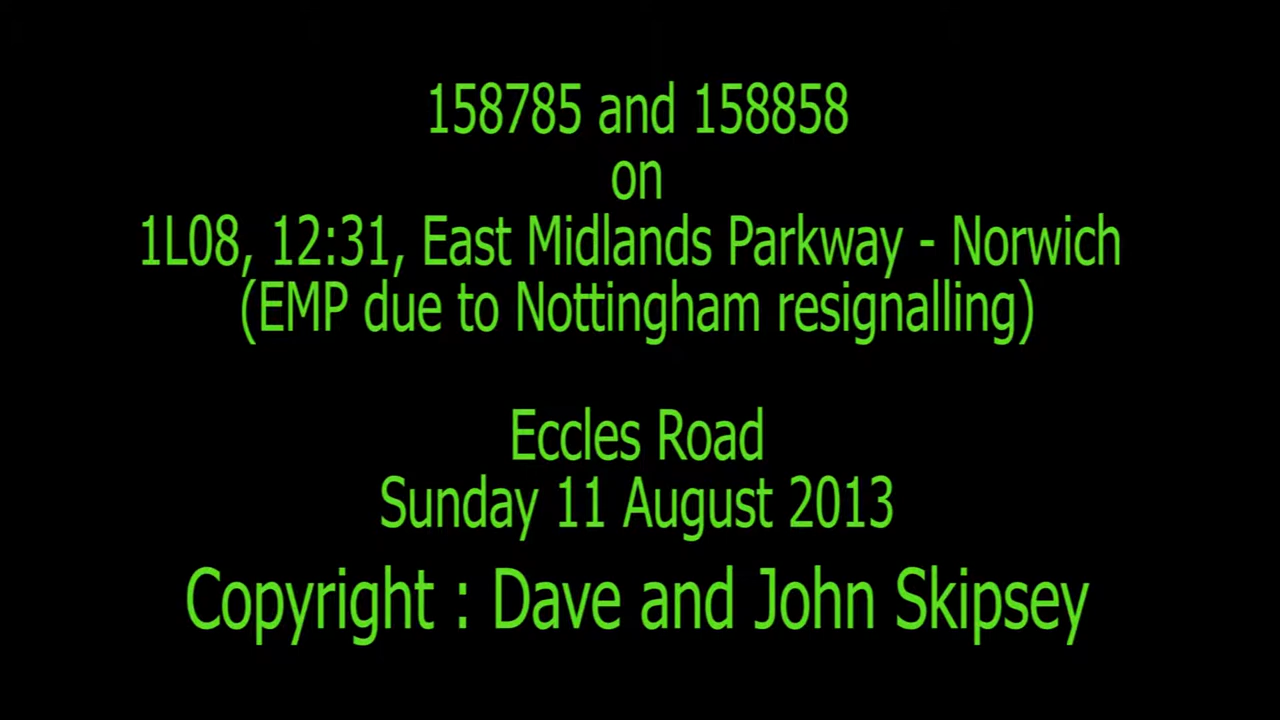 158785 and 158858
on
1L08, 12:31, East Midlands Parkway - Norwich
(EMP due to Nottingham resignalling)
Eccles Road
Sunday 11 August 2013
Copyright : Dave and John Skipsey